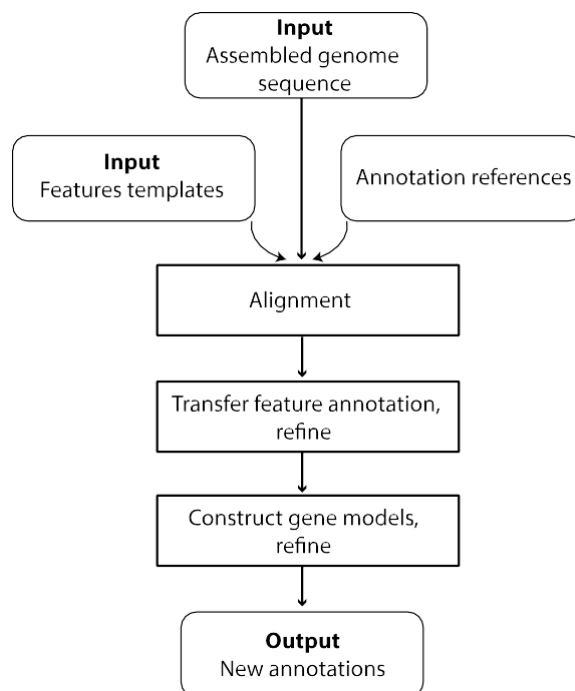 Input
Assembled genome
sequence
Input
Features templates
Annotation references
Alignment
Transfer feature annotation,
refine
Construct gene models,
refine
Output
New annotations